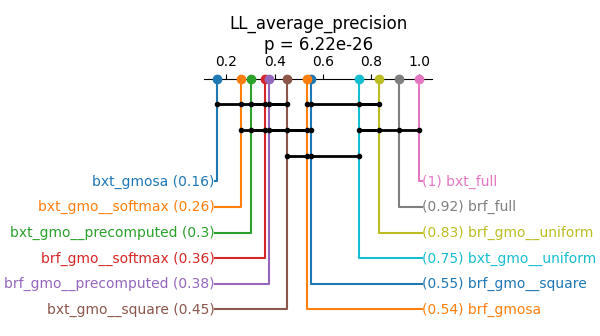 LL_average_precision
p = 6.22e-26
0.2 0.4 0.6 0.8 1.0
bxt_gmosa (0.16) (1) bxt_full
bxt_gmo__softmax (0.26) (0.92) brf_full
bxt_gmo__precomputed (0.3) (0.83) brf_gmo__uniform
brf_gmo__softmax (0.36) (0.75) bxt_gmo__uniform
brf_gmo__precomputed (0.38) (0.55) brf_gmo__square
bxt_gmo__square (0.45) (0.54) brf_gmosa